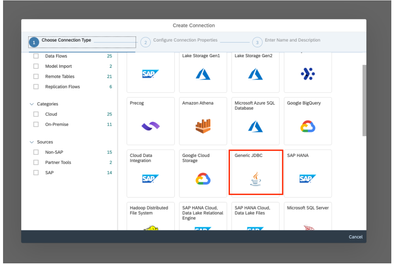 Create Connection
1 Choose Connection Type
2 Configure Connection Properties
3 Enter Name and Description
Data Flows 25
Model Import 2
Remote Tables 21
Replication Flows 6
Categories
Cloud 25
On-Premise 11
Sources
Non-SAP 15
Partner Tools 2
SAP 14
Lake Storage Gen1
Lake Storage Gen2
SAP
Precog
Amazon Athena
Microsoft Azure SQL
Database
Google BigQuery
Cloud Data
Integration
SAP
Google Cloud
Storage
Generic JDBC
SAP HANA
SAP
Hadoop Distributed
File System
SAP HANA Cloud,
Data Lake Relational
Engine
SAP HANA Cloud,
Data Lake Files
Microsoft SQL Server
Cancel